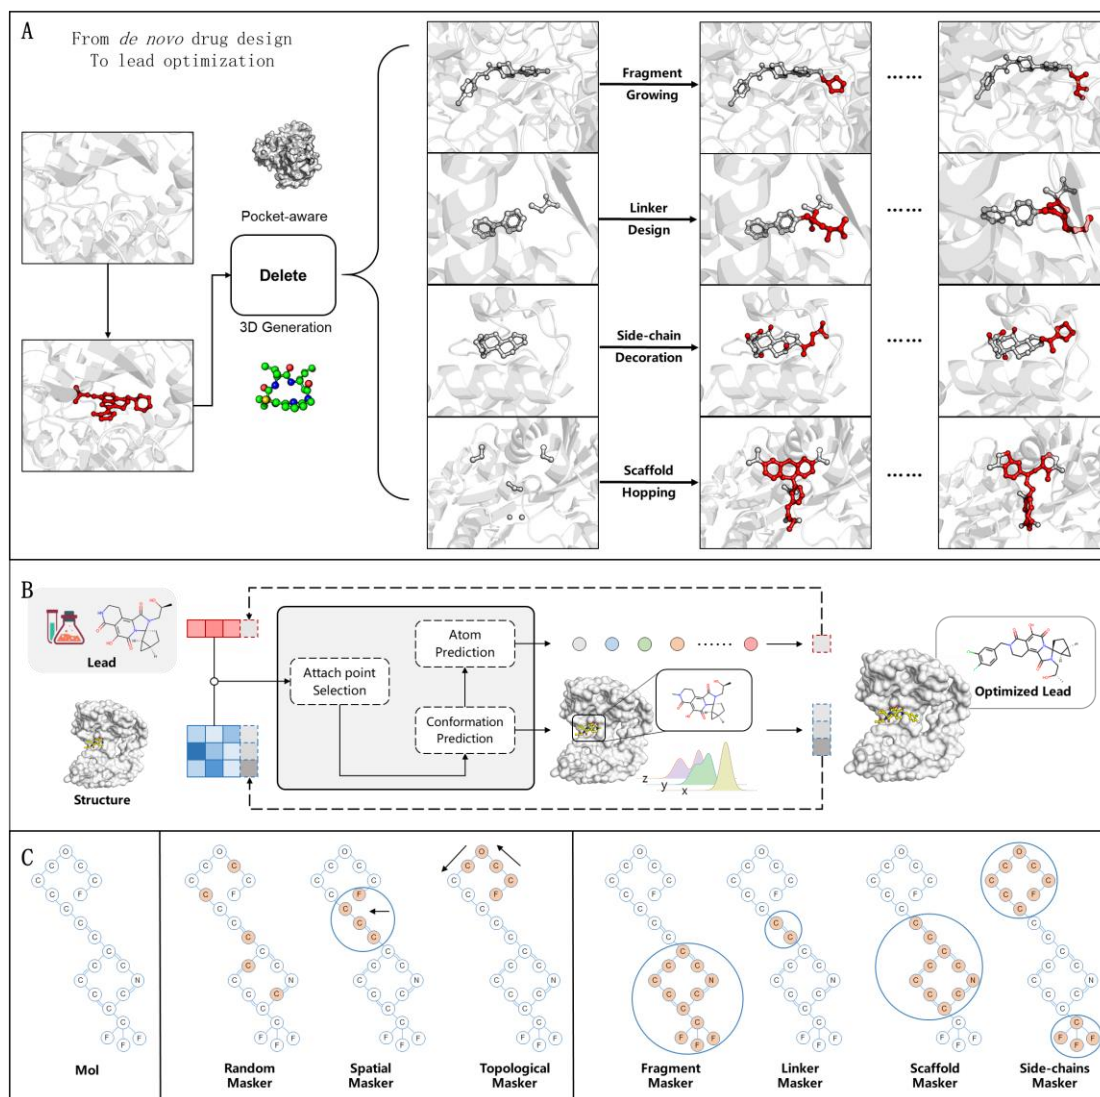 A
From de novo drug design
To lead optimization
Pocket-aware
Delete
3D Generation
Fragment
Growing
......
Linker
Design
......
Side-chain
Decoration
......
Scaffold
Hopping
......
B
Lead
Structure
Attach point
Selection
Atom
Prediction
Conformation
Prediction
......
z
y
x
Optimized Lead
C
Mol
Random
Masker
Spatial
Masker
Topological
Masker
Fragment
Masker
Linker
Masker
Scaffold
Masker
Side-chains
Masker